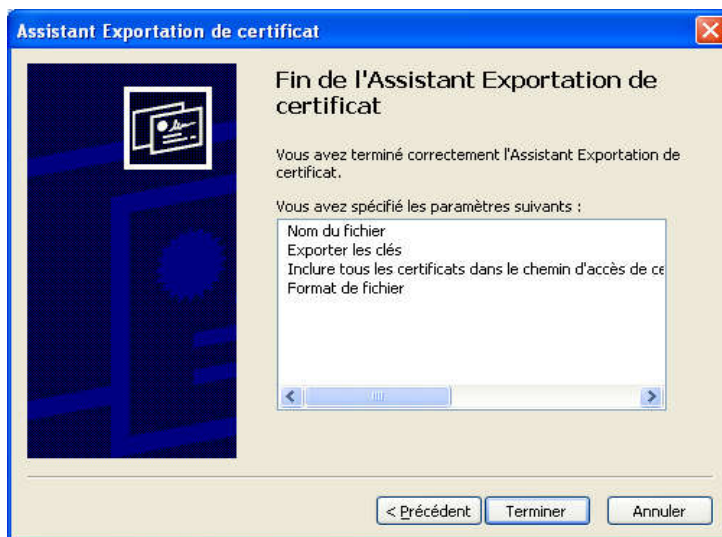 Assistant Exportation de certificat
Fin de l'Assistant Exportation de
certificat
Vous avez terminé correctement l'Assistant Exportation de
certificat.
Vous avez spécifié les paramètres suivants :
Nom du fichier
Exporter les clés
Inclure tous les certificats dans le chemin d'accès de ce
Format de fichier
< Précédent
Terminer
Annuler